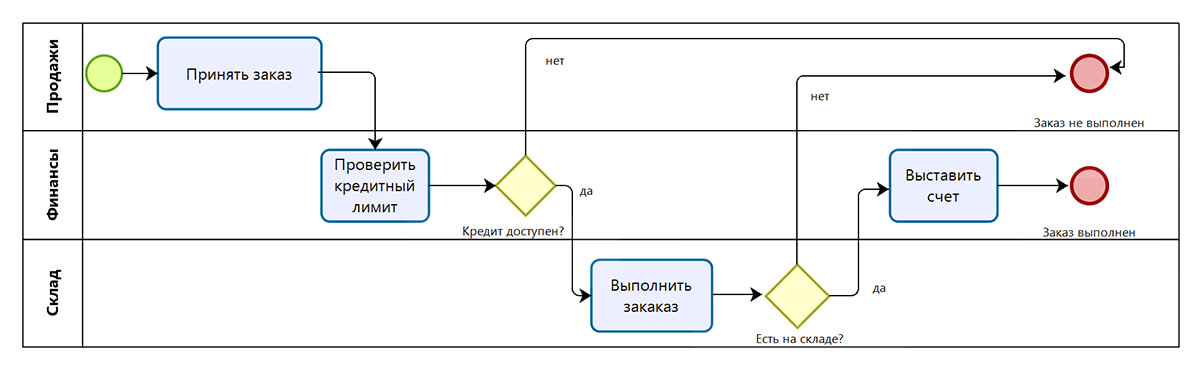 Продажи
Принять заказ
нет
нет
Заказ не выполнен
Финансы
Проверить
кредитный
лимит
Кредит доступен?
да
Выставить
счет
Заказ выполнен
Склад
Выполнить
закаказ
Есть на складе?
да